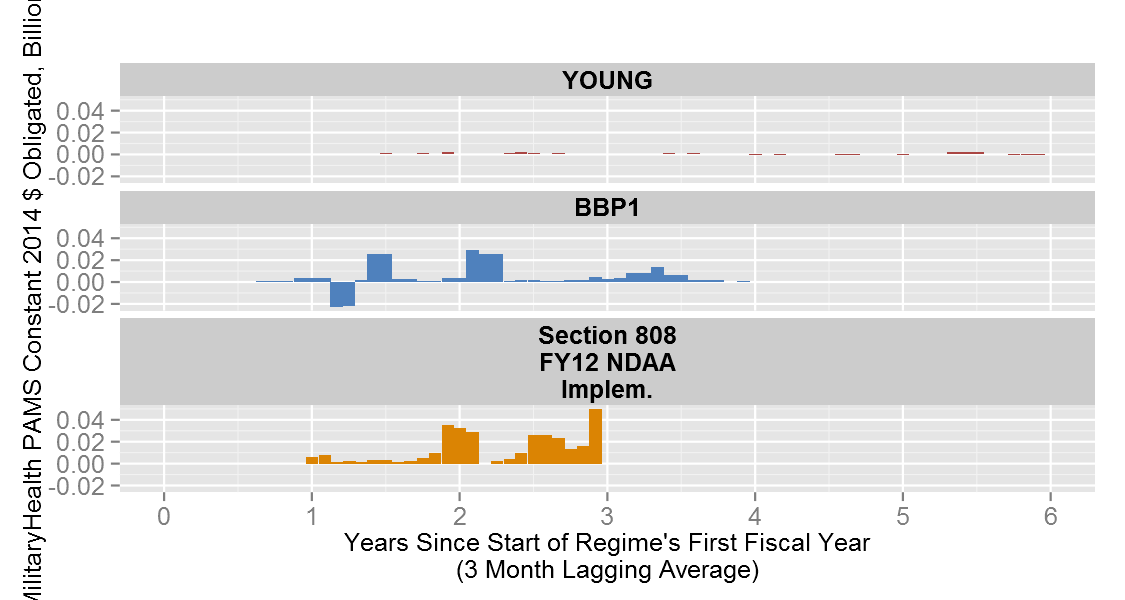 MilitaryHealth PAMS Constant 2014 $ Obligated,
YOUNG
0.04
0.02
0.00
-0.02
BBP1
0.04
0.02
0.00
-0.02
Section 808
FY12 NDAA
Implem.
0.04
0.02
0.00
-0.02
0 1 2 3 4 5 6
Years Since Start of Regime's First Fiscal Year
(3 Month Lagging Average)